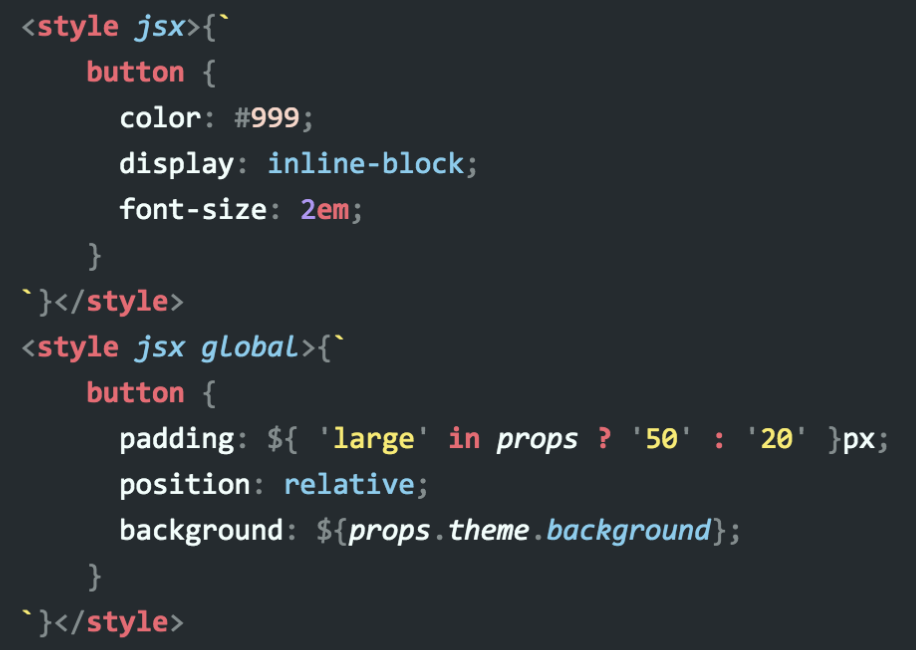 <style jsx>{`
    button {
      color: #999;
      display: inline-block;
      font-size: 2em;
    }
`}</style>
<style jsx global>{`
    button {
      padding: ${ 'large' in props ? '50' : '20' }px;
      position: relative;
      background: ${props.theme.background};
    }
`}</style>